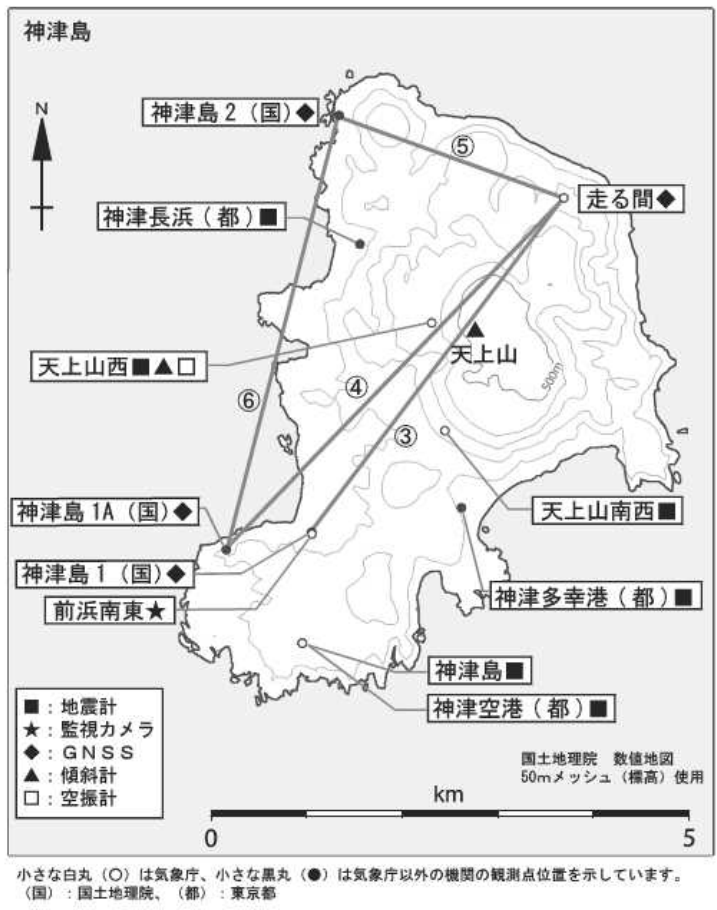 神津島
N
神津島2（国）◆
⑤
走る間◆
神津長浜（都）■
天上山
天上山西■▲□
500m
④
⑥
③
神津島1A（国）◆
天上山南西■
神津島1（国）◆
神津多幸港（都）■
前浜南東★
神津島■
神津空港（都）■
■：地震計
★：監視カメラ
◆：ＧＮＳＳ
▲：傾斜計
□：空振計
国土地理院　数値地図
50mメッシュ（標高）使用
km
0
5
小さな白丸（○）は気象庁、小さな黒丸（●）は気象庁以外の機関の観測点位置を示しています。
（国）：国土地理院、（都）：東京都